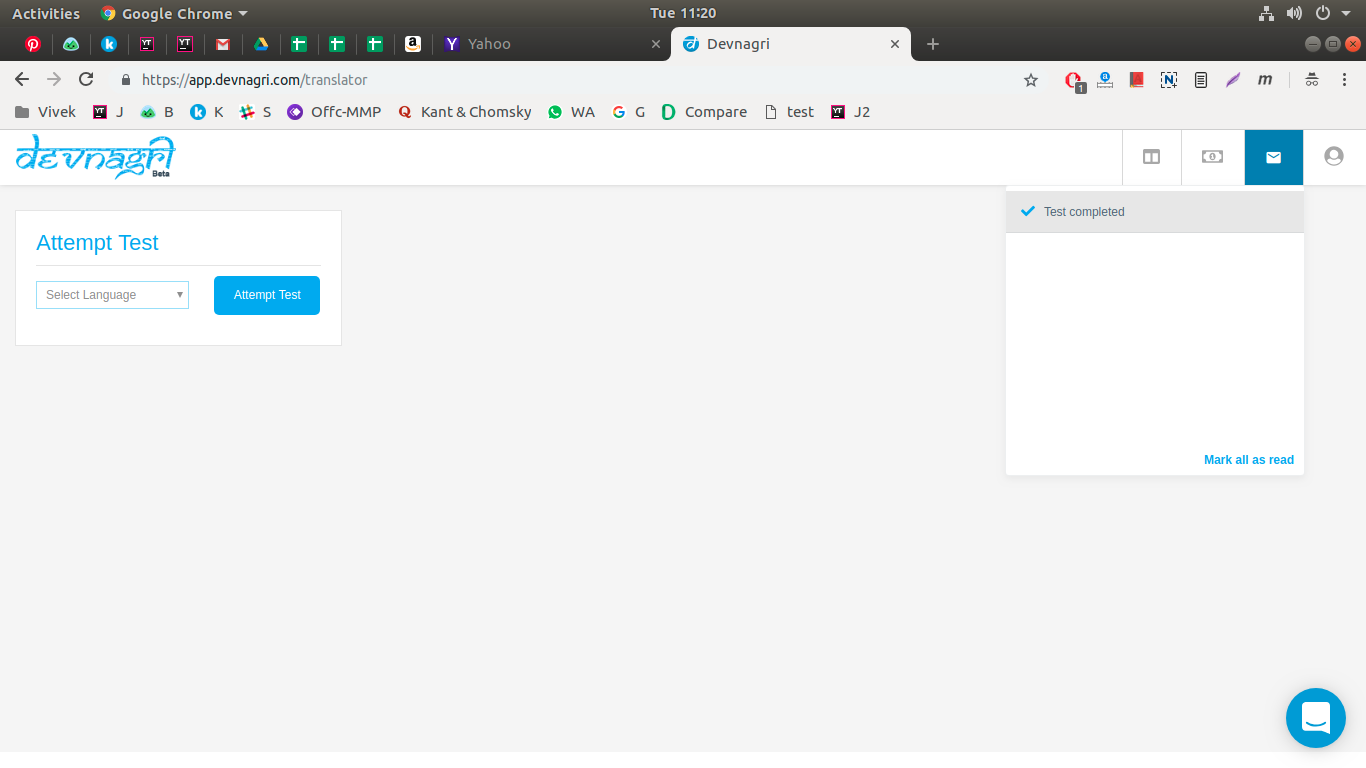 Activities Google Chrome Tue 11:20
Yahoo Devnagri
https://app.devnagri.com/translator
Vivek J B K S Offc-MMP Kant & Chomsky WA G Compare test J2
devnagri
Beta
Test completed
Attempt Test
Select Language Attempt Test
Mark all as read